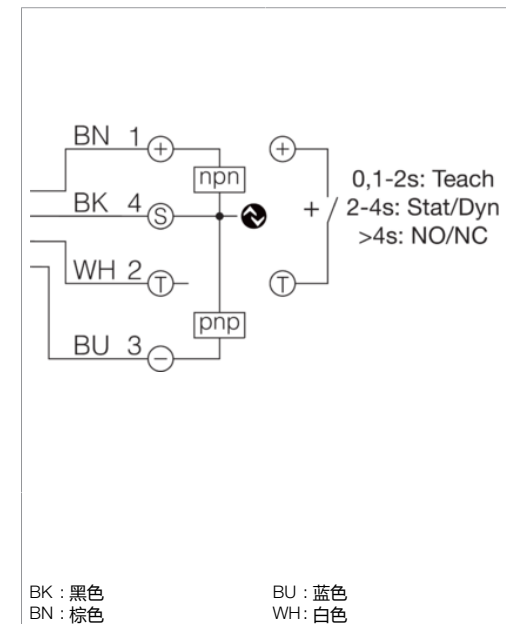 BN 1 +
npn
BK 4 S
WH 2 T
pnp
BU 3 −
+
T
+
0,1-2s: Teach
2-4s: Stat/Dyn
>4s: NO/NC
BK : 黑色
BU : 蓝色
BN : 棕色
WH : 白色